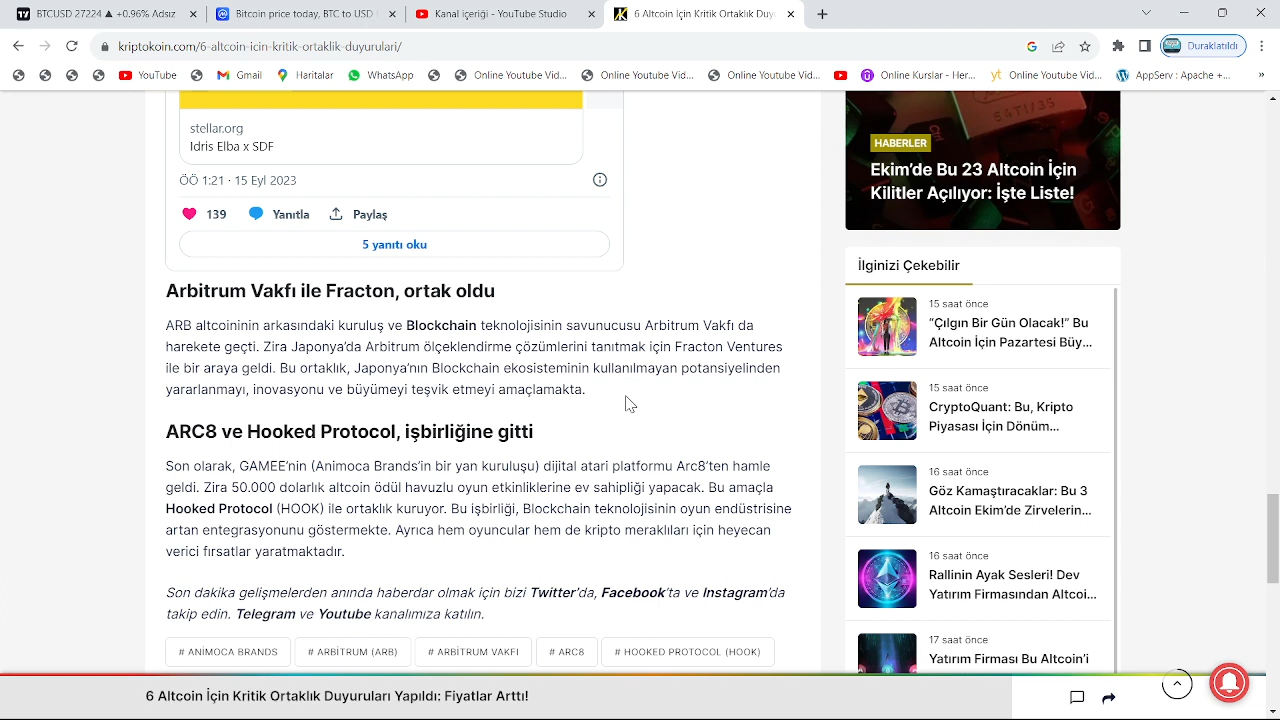 BTCUSD 27224 ▲ +0.96% Adsız
Bitcoin price today, BTC to USD
Kanal içeriği - YouTube Studio
6 Altcoin İçin Kritik Ortaklık Duy
kriptokoin.com/6-altcoin-icin-kritik-ortaklik-duyurulari/
Duraklatıldı
YouTube
Gmail
Haritalar
WhatsApp
Online Youtube Vid...
Online Youtube Vid...
Online Youtube Vid...
Online Kurslar - Her...
Online Youtube Vid...
AppServ : Apache +...
stellar.org
x SDF
ÖÖ 1:21 · 15 Eyl 2023
139
Yanıtla
Paylaş
5 yanıtı oku
Arbitrum Vakfı ile Fracton, ortak oldu
ARB altcoininin arkasındaki kuruluş ve Blockchain teknolojisinin savunucusu Arbitrum Vakfı da
harekete geçti. Zira Japonya’da Arbitrum ölçeklendirme çözümlerini tanıtmak için Fracton Ventures
ile bir araya geldi. Bu ortaklık, Japonya’nın Blockchain ekosisteminin kullanılmayan potansiyelinden
yararlanmayı, inovasyonu ve büyümeyi teşvik etmeyi amaçlamakta.
ARC8 ve Hooked Protocol, işbirliğine gitti
Son olarak, GAMEE’nin (Animoca Brands’in bir yan kuruluşu) dijital atari platformu Arc8’ten hamle
geldi. Zira 50.000 dolarlık altcoin ödül havuzlu oyun etkinliklerine ev sahipliği yapacak. Bu amaçla
Hooked Protocol (HOOK) ile ortaklık kuruyor. Bu işbirliği, Blockchain teknolojisinin oyun endüstrisine
artan entegrasyonunu göstermekte. Ayrıca hem oyuncular hem de kripto meraklıları için heyecan
verici fırsatlar yaratmaktadır.
Son dakika gelişmelerden anında haberdar olmak için bizi Twitter’da, Facebook’ta ve Instagram’da
takip edin. Telegram ve Youtube kanalımıza katılın.
# ANIMOCA BRANDS
# ARBİTRUM (ARB)
# ARBİTRUM VAKFI
# ARC8
# HOOKED PROTOCOL (HOOK)
HABERLER
Ekim’de Bu 23 Altcoin İçin
Kilitler Açılıyor: İşte Liste!
İlginizi Çekebilir
15 saat önce
“Çılgın Bir Gün Olacak!” Bu
Altcoin İçin Pazartesi Büy...
15 saat önce
CryptoQuant: Bu, Kripto
Piyasası İçin Dönüm...
16 saat önce
Göz Kamaştıracaklar: Bu 3
Altcoin Ekim’de Zirvelerin...
16 saat önce
Rallinin Ayak Sesleri! Dev
Yatırım Firmasından Altcoi...
17 saat önce
Yatırım Firması Bu Altcoin’i
6 Altcoin İçin Kritik Ortaklık Duyuruları Yapıldı: Fiyatlar Arttı!